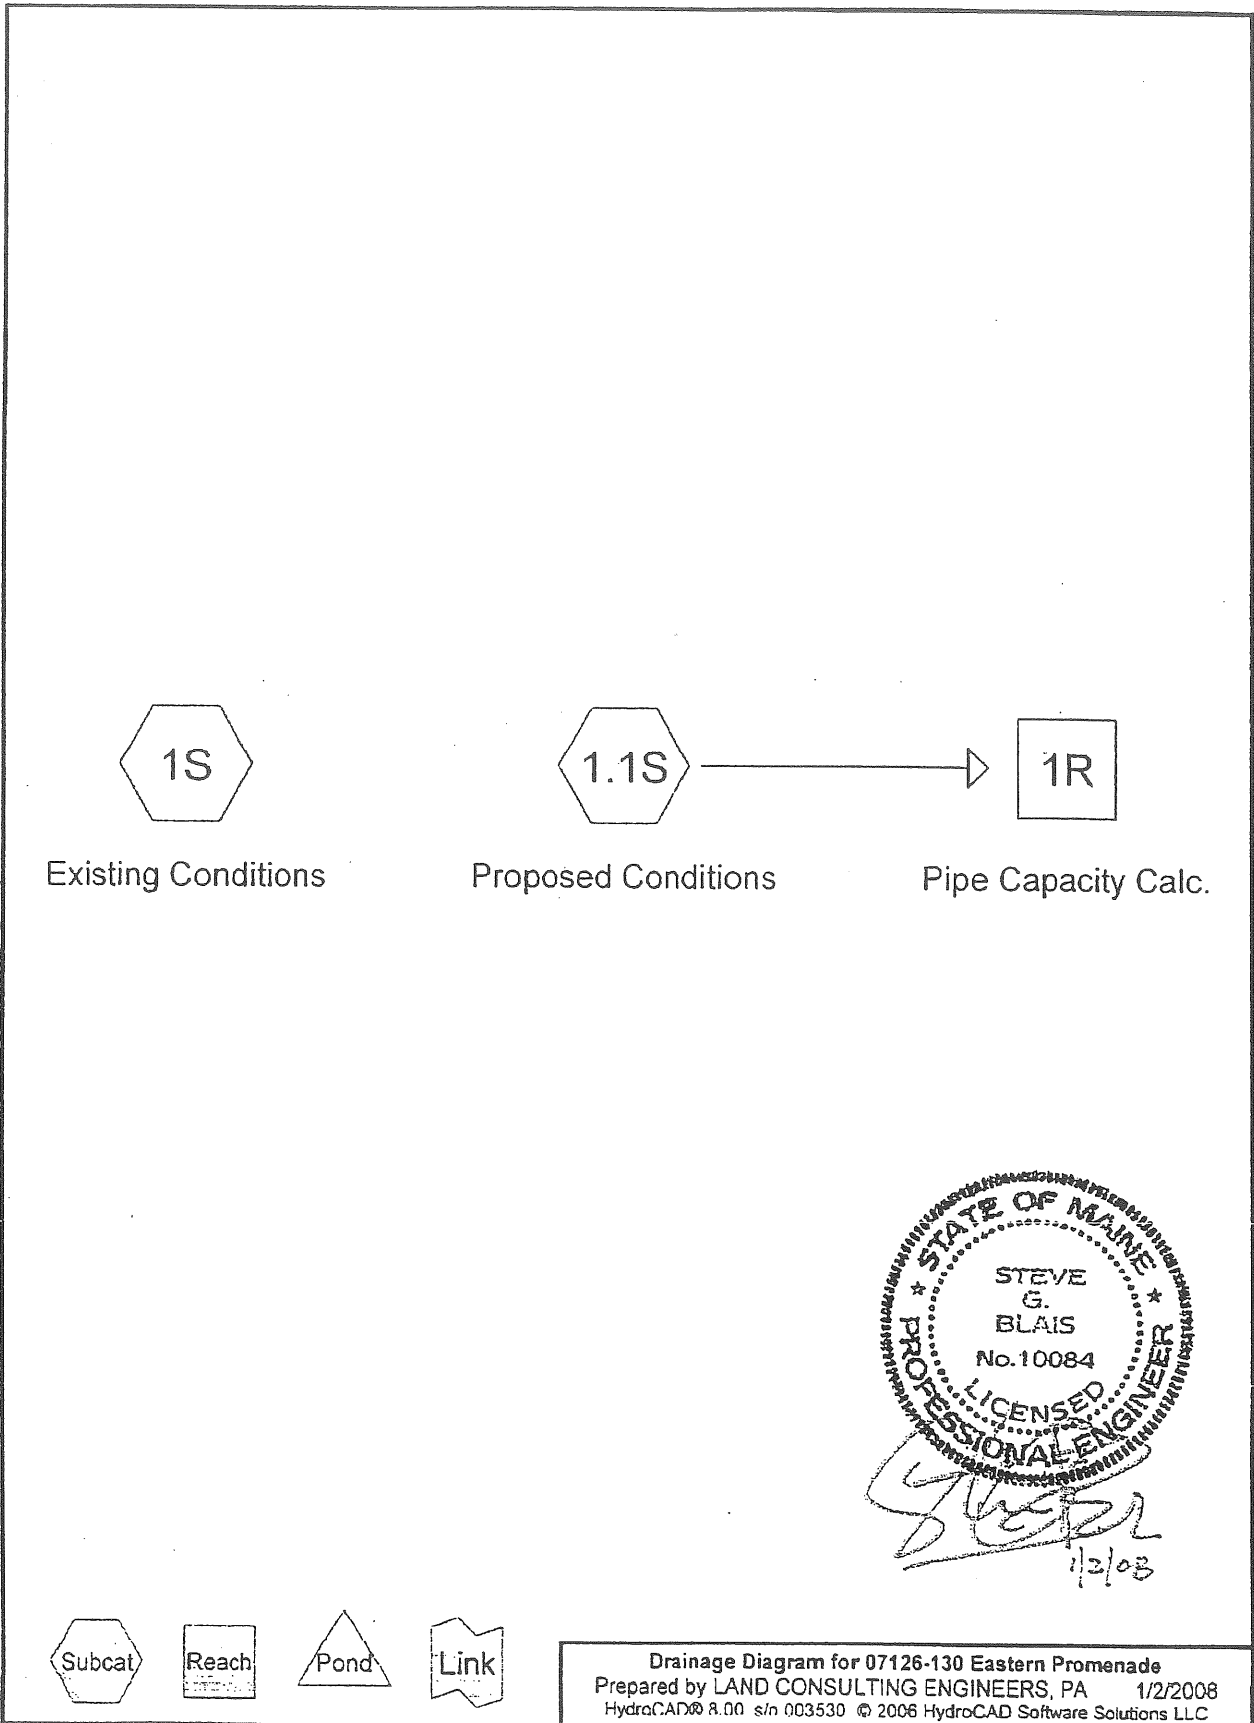 1S
1.1S
1R
Existing Conditions
Proposed Conditions
Pipe Capacity Calc.
★ STATE OF MAINE ★
STEVE
G.
BLAIS
No.10084
LICENSED
PROFESSIONAL ENGINEER
1/2/08
Subcat
Reach
Pond
Link
Drainage Diagram for 07126-130 Eastern Promenade
Prepared by LAND CONSULTING ENGINEERS, PA 1/2/2008
HydroCAD® 8.00 s/n 003530 © 2006 HydroCAD Software Solutions LLC